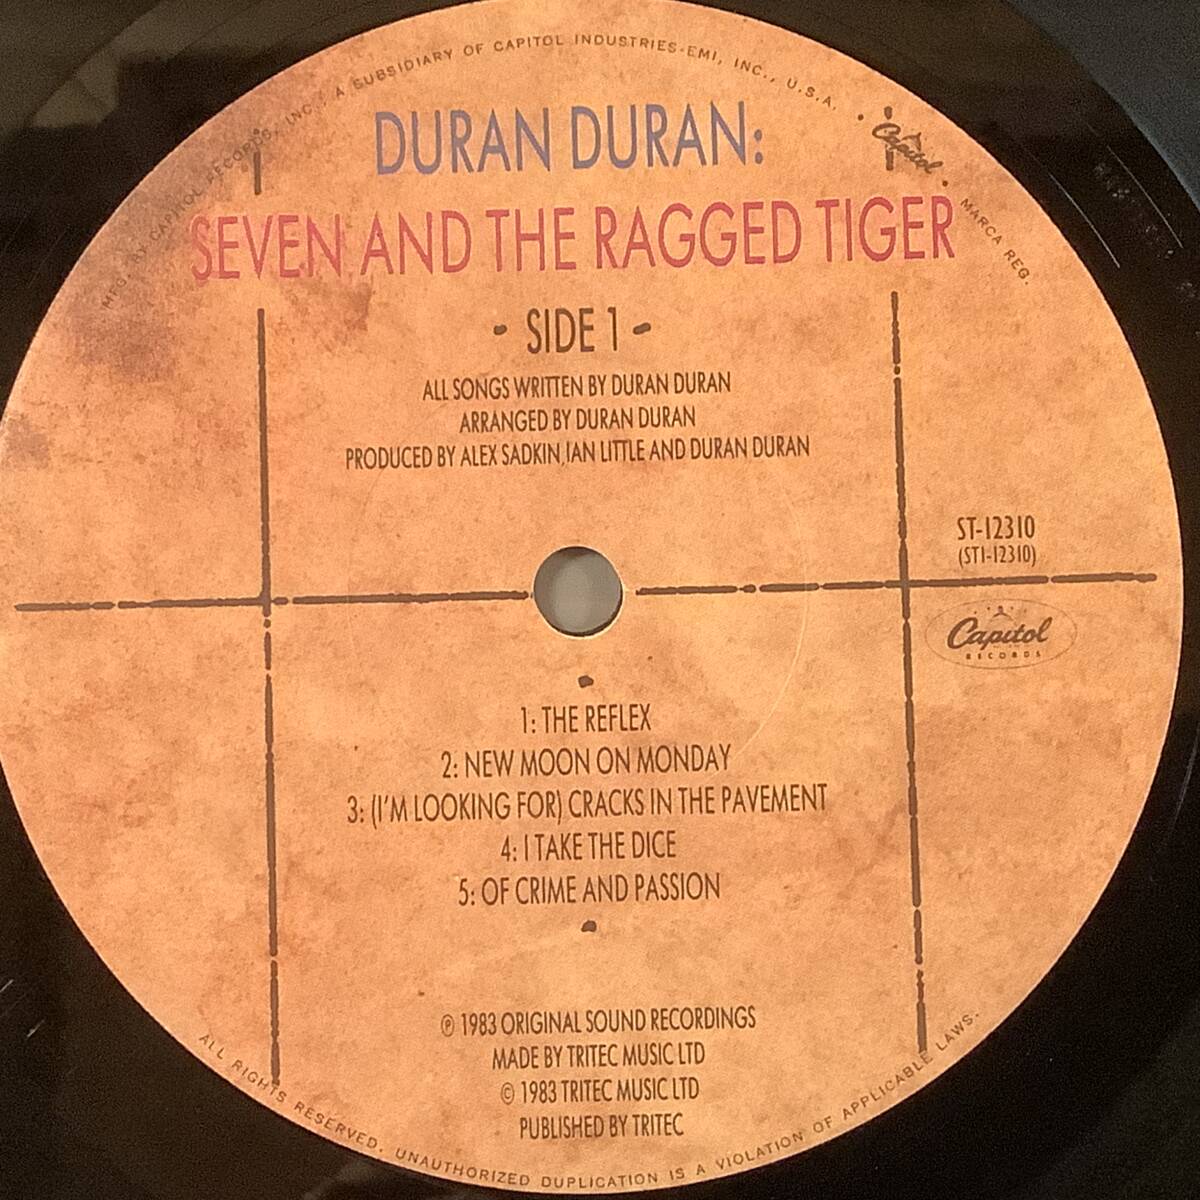 MFG. BY CAPITOL RECORDS, INC., A SUBSIDIARY OF CAPITOL INDUSTRIES-EMI, INC., U.S.A. • Capitol • MARCA REG.
DURAN DURAN:
SEVEN AND THE RAGGED TIGER
- SIDE 1 -
ALL SONGS WRITTEN BY DURAN DURAN
ARRANGED BY DURAN DURAN
PRODUCED BY ALEX SADKIN, IAN LITTLE AND DURAN DURAN
ST-12310
(ST1-12310)
Capitol
RECORDS
1: THE REFLEX
2: NEW MOON ON MONDAY
3: (I'M LOOKING FOR) CRACKS IN THE PAVEMENT
4: I TAKE THE DICE
5: OF CRIME AND PASSION
℗ 1983 ORIGINAL SOUND RECORDINGS
MADE BY TRITEC MUSIC LTD
© 1983 TRITEC MUSIC LTD
PUBLISHED BY TRITEC
ALL RIGHTS RESERVED. UNAUTHORIZED DUPLICATION IS A VIOLATION OF APPLICABLE LAWS.